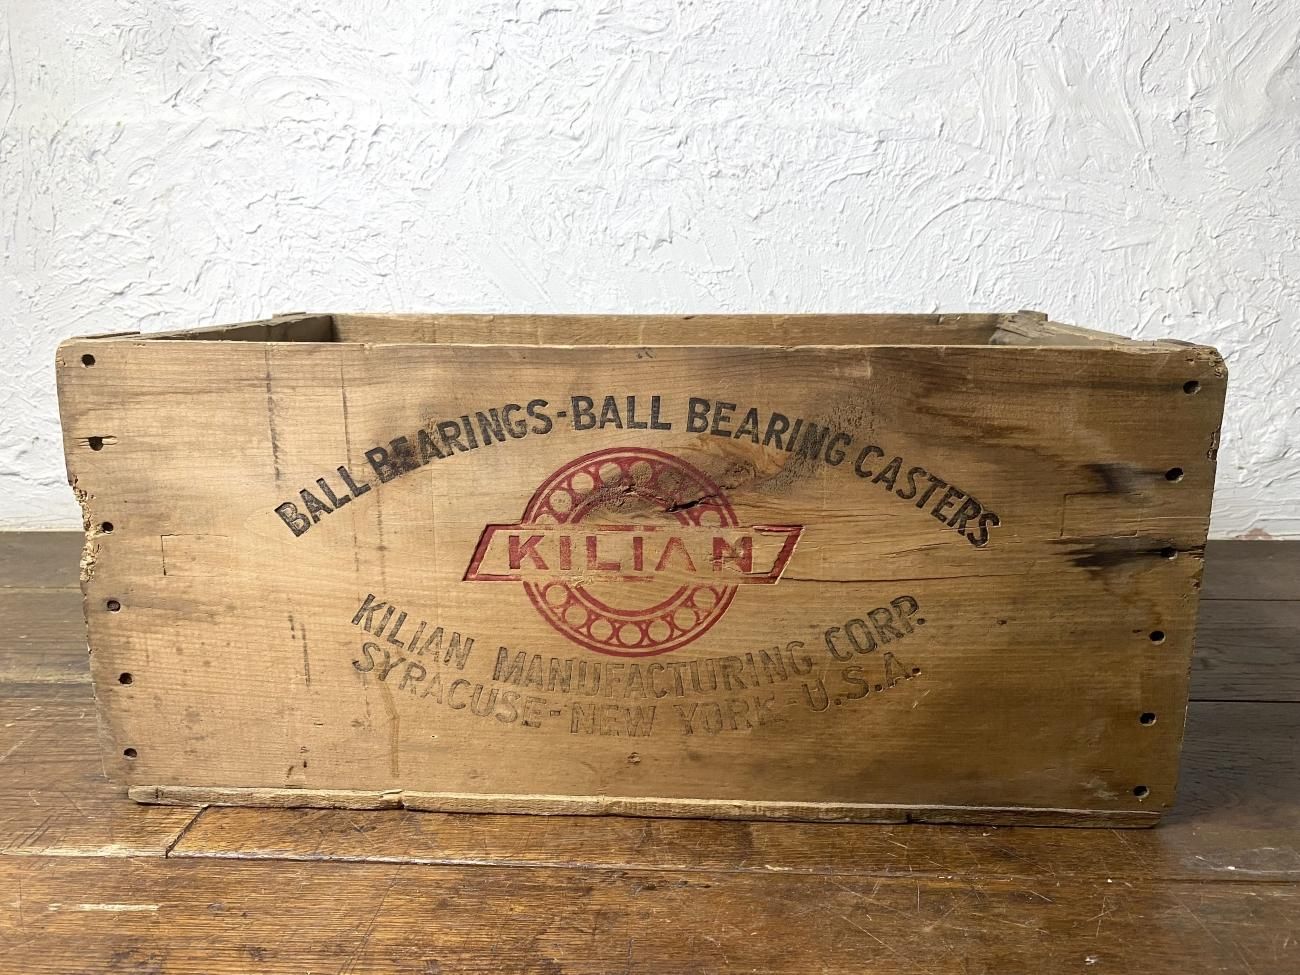 BALL BEARINGS-BALL BEARING CASTERS
KILIAN
KILIAN MANUFACTURING CORP.
SYRACUSE-NEW YORK-U.S.A.